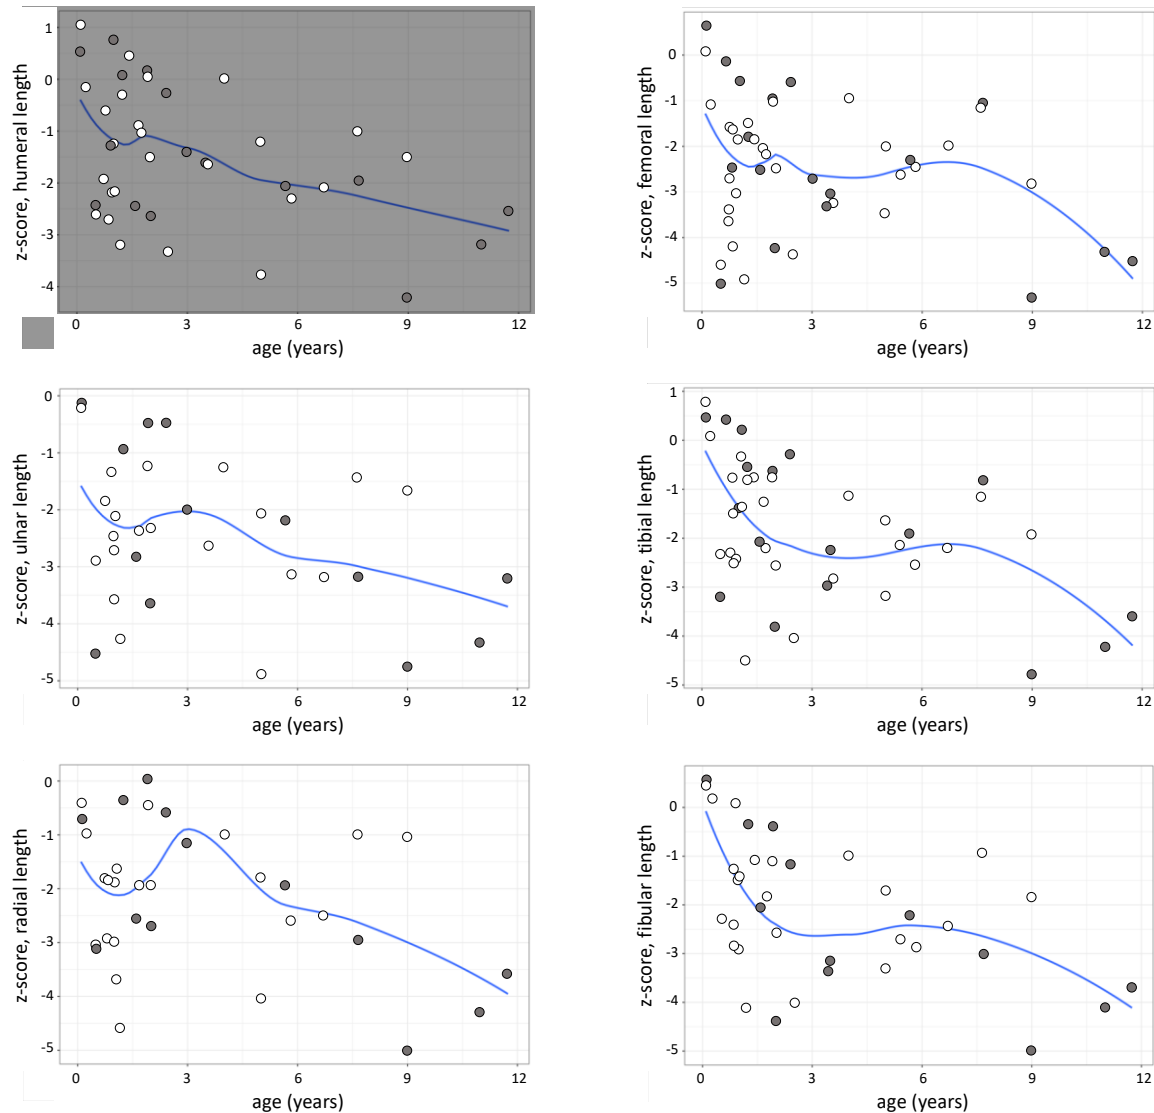 z-score, humeral length
1
0
-1
-2
-3
-4
0 3 6 9 12
age (years)
z-score, femoral length
0
-1
-2
-3
-4
-5
0 3 6 9 12
age (years)
z-score, ulnar length
0
-1
-2
-3
-4
-5
0 3 6 9 12
age (years)
z-score, tibial length
1
0
-1
-2
-3
-4
-5
0 3 6 9 12
age (years)
z-score, radial length
0
-1
-2
-3
-4
-5
0 3 6 9 12
age (years)
z-score, fibular length
0
-1
-2
-3
-4
-5
0 3 6 9 12
age (years)